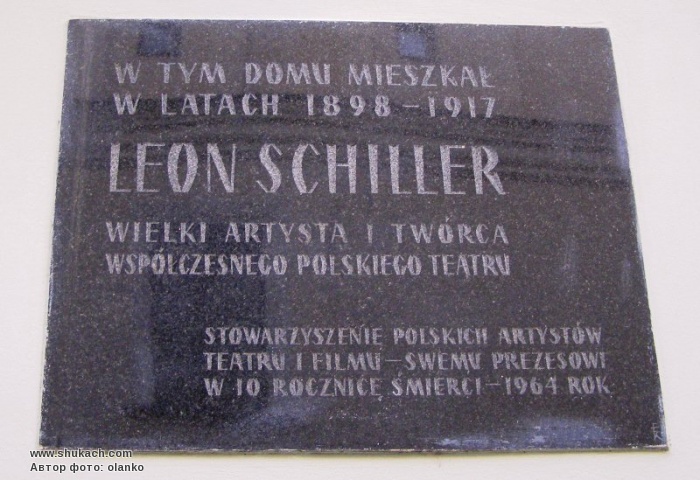 W TYM DOMU MIESZKAŁ
W LATACH 1898–1917
LEON SCHILLER
WIELKI ARTYSTA I TWÓRCA
WSPÓŁCZESNEGO POLSKIEGO TEATRU
STOWARZYSZENIE POLSKICH ARTYSTÓW
TEATRU I FILMU – SWEMU PREZESOWI
W 10 ROCZNICE ŚMIERCI – 1964 ROK
www.shukach.com
Автор фото: olanko